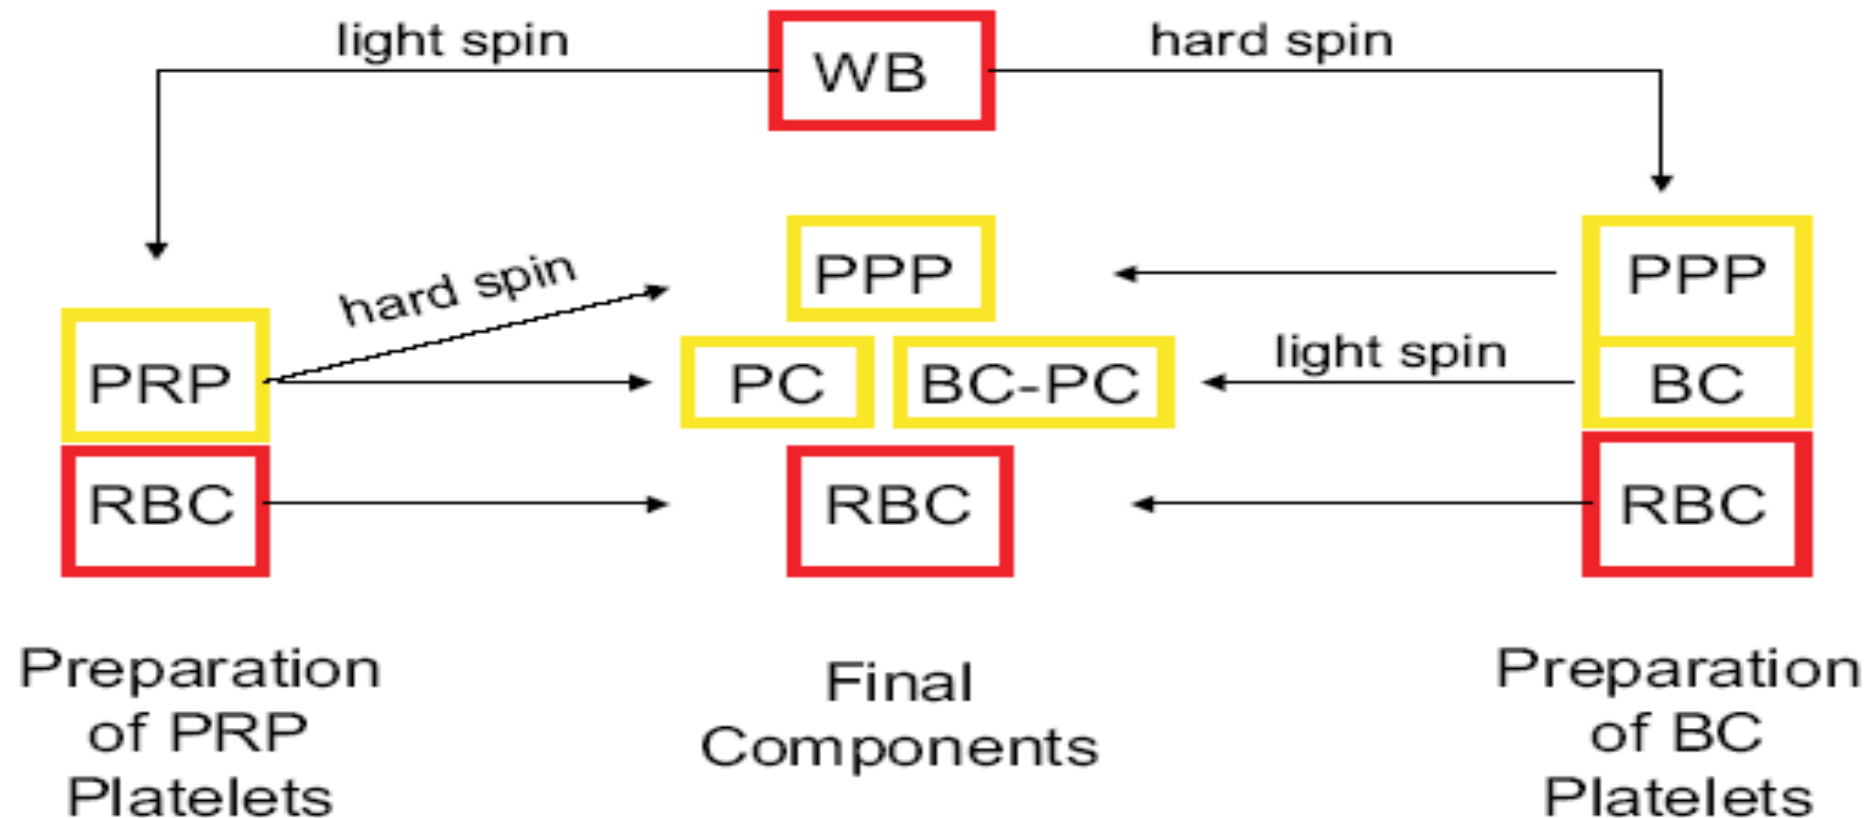 light spin
WB
hard spin
hard spin
PPP
PPP
light spin
PRP
PC
BC-PC
BC
RBC
RBC
RBC
Preparation
of PRP
Platelets
Final
Components
Preparation
of BC
Platelets